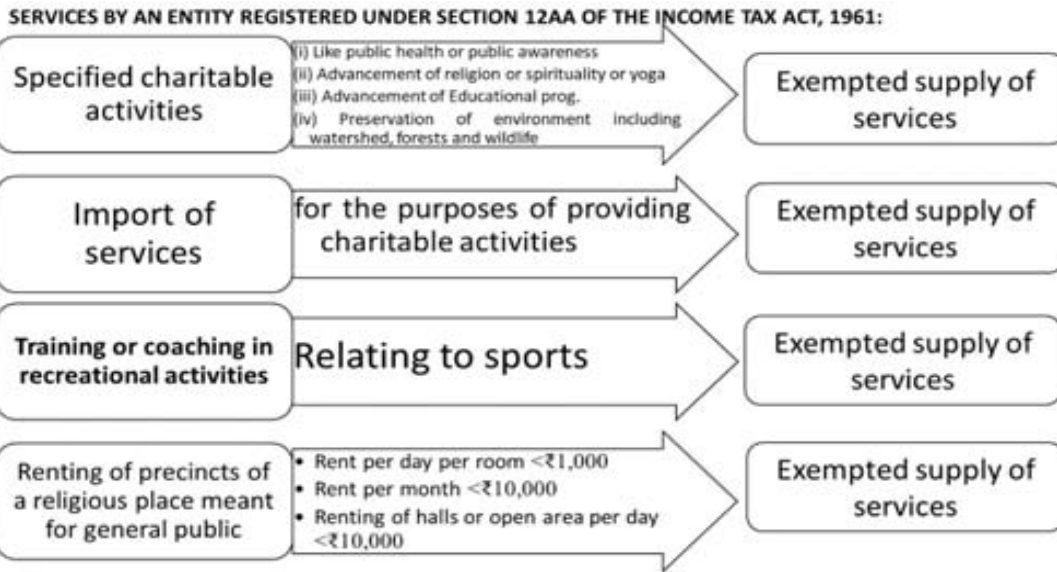 SERVICES BY AN ENTITY REGISTERED UNDER SECTION 12AA OF THE INCOME TAX ACT, 1961:
Specified charitable
activities
(i) Like public health or public awareness
(ii) Advancement of religion or spirituality or yoga
(iii) Advancement of Educational prog.
(iv) Preservation of environment including
watershed, forests and wildlife
Exempted supply of
services
Import of
services
for the purposes of providing
charitable activities
Exempted supply of
services
Training or coaching in
recreational activities
Relating to sports
Exempted supply of
services
Renting of precincts of
a religious place meant
for general public
• Rent per day per room <₹1,000
• Rent per month <₹10,000
• Renting of halls or open area per day
<₹10,000
Exempted supply of
services